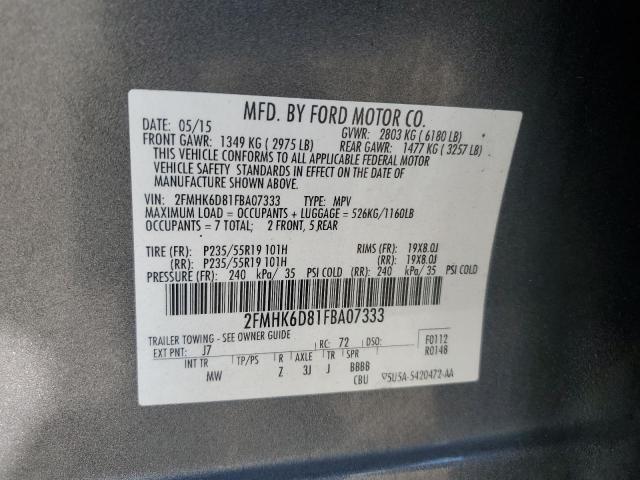 MFD. BY FORD MOTOR CO.
DATE: 05/15 GVWR: 2803 KG ( 6180 LB)
FRONT GAWR: 1349 KG ( 2975 LB) REAR GAWR: 1477 KG ( 3257 LB)
THIS VEHICLE CONFORMS TO ALL APPLICABLE FEDERAL MOTOR
VEHICLE SAFETY STANDARDS IN EFFECT ON THE DATE OF
MANUFACTURE SHOWN ABOVE.
VIN: 2FMHK6D81FBA07333 TYPE: MPV
MAXIMUM LOAD = OCCUPANTS + LUGGAGE = 526KG/1160LB
OCCUPANTS = 7 TOTAL; 2 FRONT, 5 REAR
TIRE (FR): P235/55R19 101H RIMS (FR): 19X8.0J
(RR): P235/55R19 101H (RR): 19X8.0J
PRESSURE (FR): 240 kPa/ 35 PSI COLD (RR): 240 kPa/ 35 PSI COLD
2FMHK6D81FBA07333
TRAILER TOWING - SEE OWNER GUIDE
EXT PNT: J7 RC: 72 DSO: F0112
R0148
INT TR TP/PS R AXLE TR SPR
MW Z 3J J BBBB
CBU 5U5A-5420472-AA